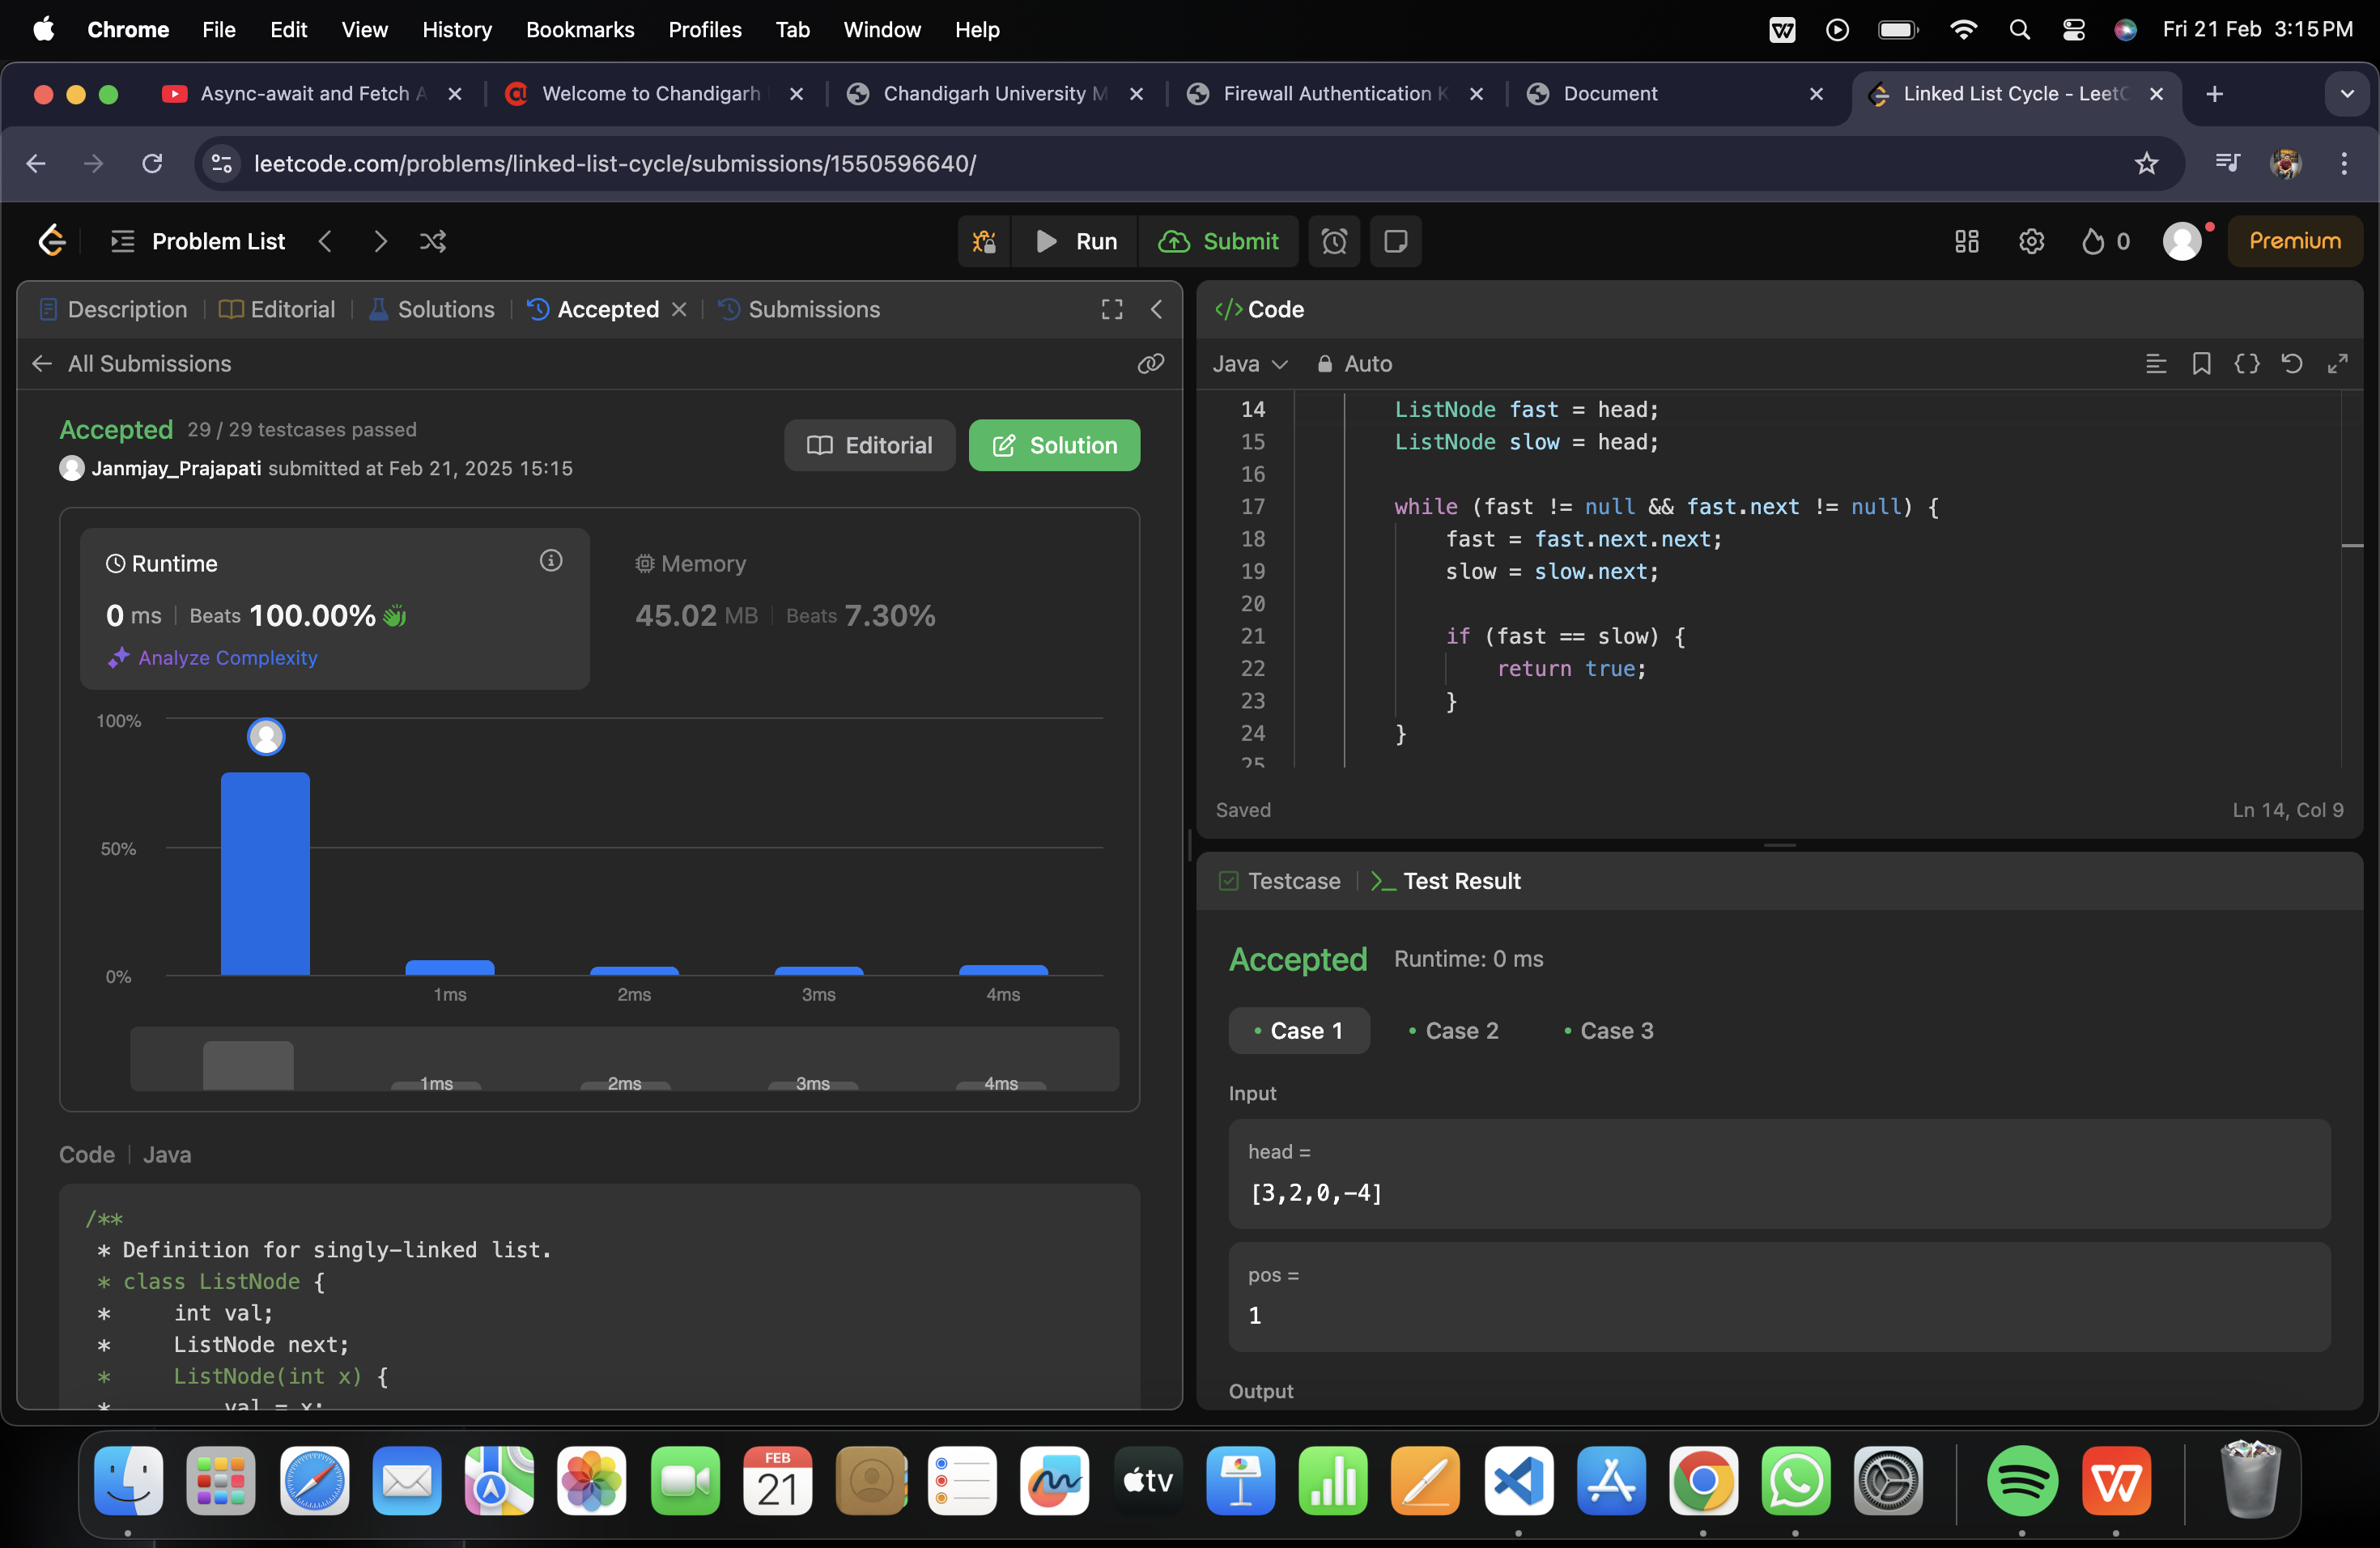 Chrome File Edit View History Bookmarks Profiles Tab Window Help Fri 21 Feb 3:15 PM
Async-await and Fetch A Welcome to Chandigarh Chandigarh University M Firewall Authentication K Document Linked List Cycle - LeetC
leetcode.com/problems/linked-list-cycle/submissions/1550596640/
Problem List Run Submit 0 Premium
Description Editorial Solutions Accepted Submissions
All Submissions
Accepted 29 / 29 testcases passed
Janmjay_Prajapati submitted at Feb 21, 2025 15:15
Editorial Solution
Runtime
0 ms Beats 100.00%
Analyze Complexity
Memory
45.02 MB Beats 7.30%
100%
50%
0%
1ms 2ms 3ms 4ms
1ms 2ms 3ms 4ms
Code Java
/**
* Definition for singly-linked list.
* class ListNode {
* int val;
* ListNode next;
* ListNode(int x) {
* val = x;
</> Code
Java Auto
14 ListNode fast = head;
15 ListNode slow = head;
16
17 while (fast != null && fast.next != null) {
18 fast = fast.next.next;
19 slow = slow.next;
20
21 if (fast == slow) {
22 return true;
23 }
24 }
25
Saved Ln 14, Col 9
Testcase >_ Test Result
Accepted Runtime: 0 ms
Case 1 Case 2 Case 3
Input
head =
[3,2,0,-4]
pos =
1
Output
FEB
21
tv